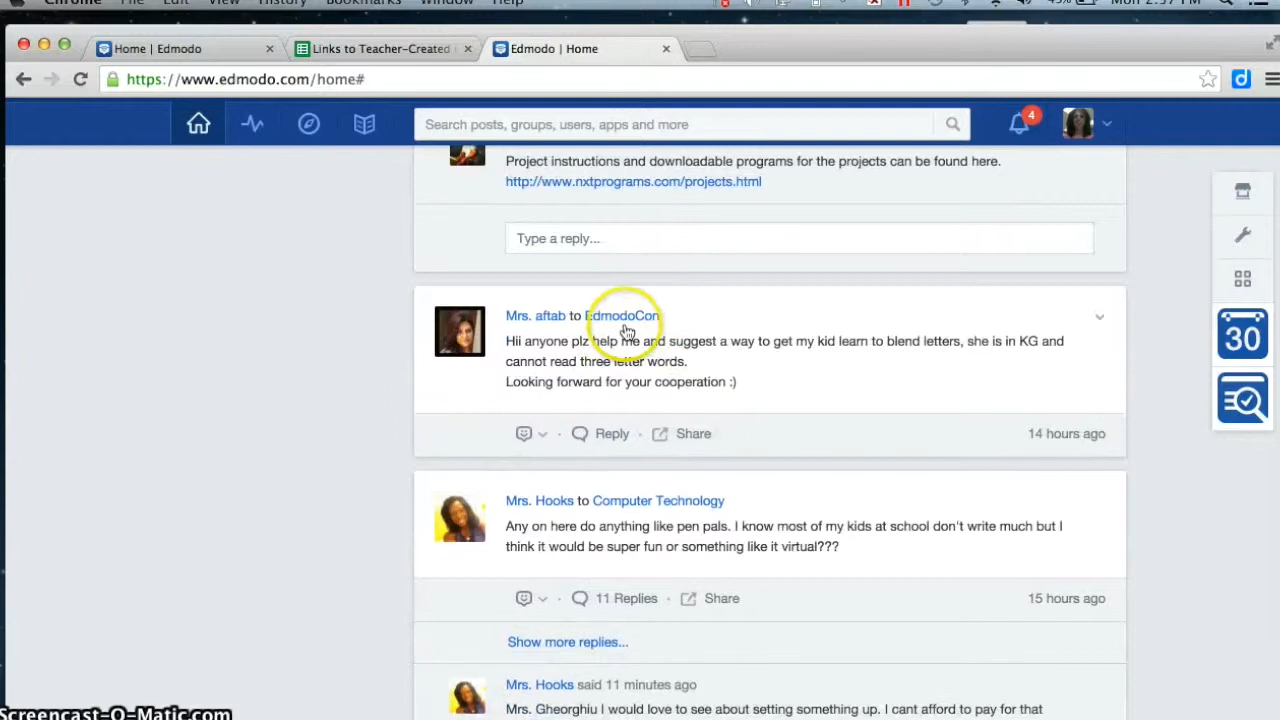 Chrome File Edit View History Bookmarks Window Help
45% Mon 2:57 PM
Home | Edmodo
Links to Teacher-Created
Edmodo | Home
https://www.edmodo.com/home#
Search posts, groups, users, apps and more
4
Project instructions and downloadable programs for the projects can be found here.
http://www.nxtprograms.com/projects.html
Type a reply...
Mrs. aftab to EdmodoCon
Hii anyone plz help me and suggest a way to get my kid learn to blend letters, she is in KG and
cannot read three letter words.
Looking forward for your cooperation :)
30
Reply Share 14 hours ago
Mrs. Hooks to Computer Technology
Any on here do anything like pen pals. I know most of my kids at school don't write much but I
think it would be super fun or something like it virtual???
11 Replies Share 15 hours ago
Show more replies...
Mrs. Hooks said 11 minutes ago
Mrs. Gheorghiu I would love to see about setting something up. I cant afford to pay for that
Screencast-O-Matic.com